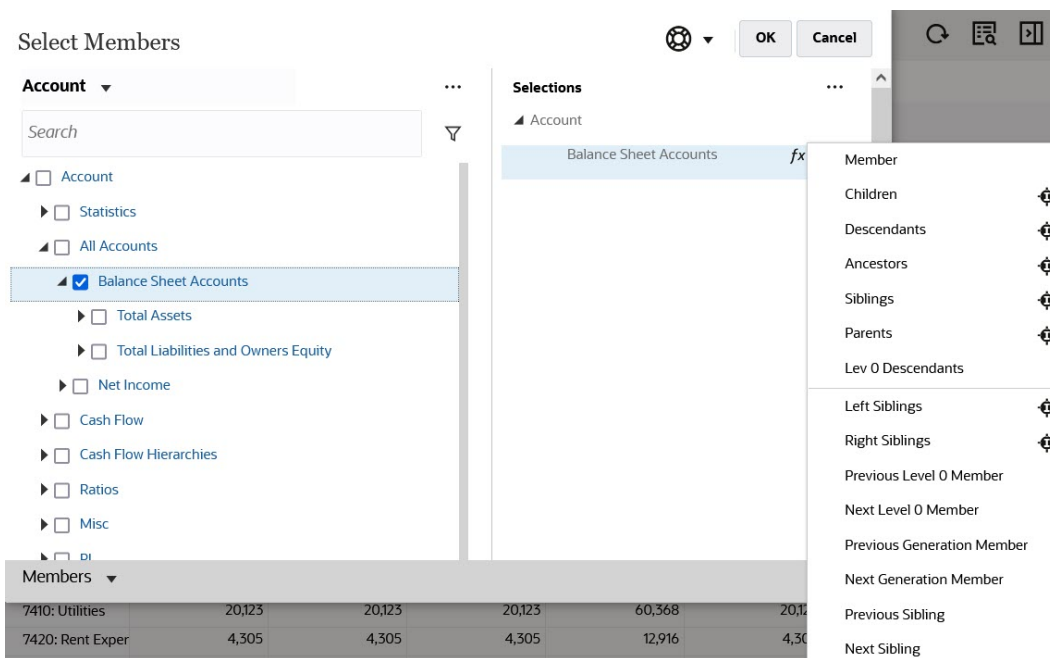 Select Members
OK
Cancel
Account
Search
Account
Statistics
All Accounts
Balance Sheet Accounts
Total Assets
Total Liabilities and Owners Equity
Net Income
Cash Flow
Cash Flow Hierarchies
Ratios
Misc
Members
Selections
Account
Balance Sheet Accounts fx
Member
Children
Descendants
Ancestors
Siblings
Parents
Lev 0 Descendants
Left Siblings
Right Siblings
Previous Level 0 Member
Next Level 0 Member
Previous Generation Member
Next Generation Member
Previous Sibling
Next Sibling
7410: Utilities 20,123 20,123 20,123 60,368
7420: Rent Exper 4,305 4,305 4,305 12,916